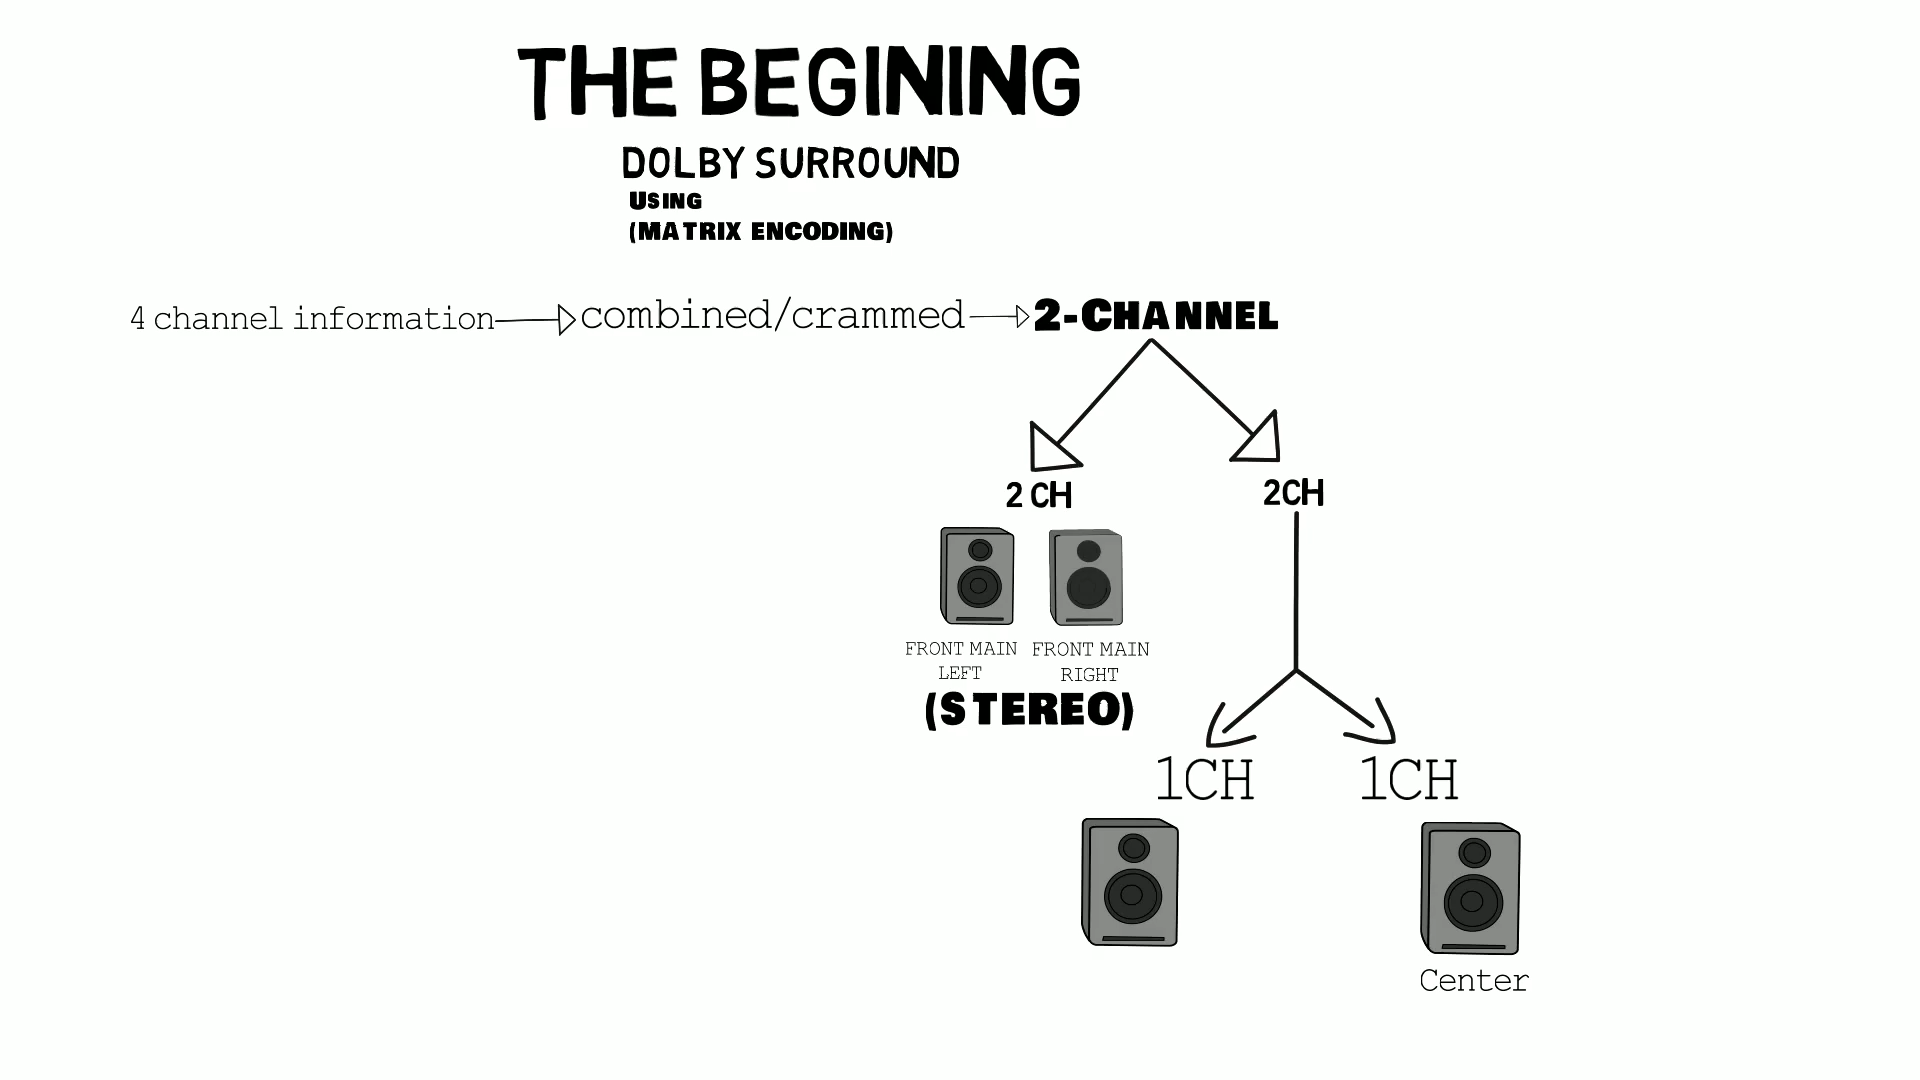 THE BEGINING
DOLBY SURROUND
USING
(MATRIX ENCODING)
4 channel information
combined/crammed
2-CHANNEL
2 CH
2CH
FRONT MAIN
LEFT
FRONT MAIN
RIGHT
(STEREO)
1CH
1CH
Center